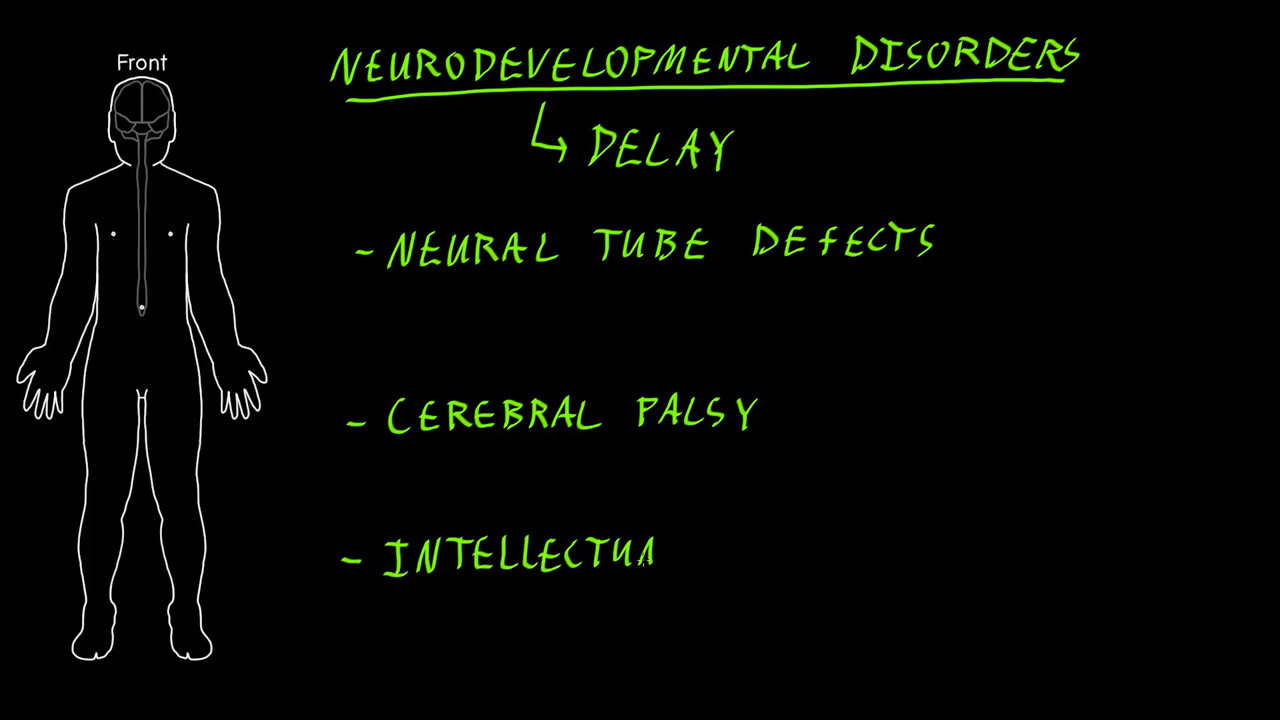 Front
NEURODEVELOPMENTAL DISORDERS
↳ DELAY
- NEURAL TUBE DEFECTS
- CEREBRAL PALSY
- INTELLECTUA